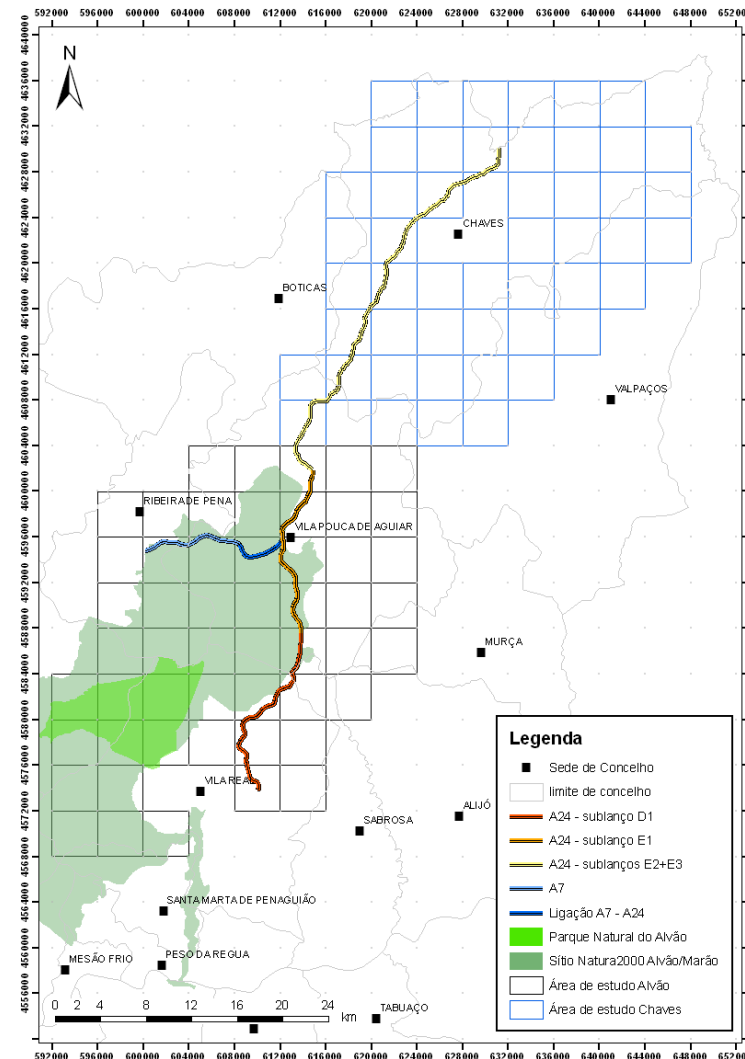 592000 596000 600000 604000 608000 612000 616000 620000 624000 628000 632000 636000 640000 644000 648000 652000
4640000
4636000
4632000
4628000
4624000
4620000
4616000
4612000
4608000
4604000
4600000
4596000
4592000
4588000
4584000
4580000
4576000
4572000
4568000
4564000
4560000
4556000
N
CHAVES
BOTICAS
VALPAÇOS
RIBEIRA DE PENA
VILA POUCA DE AGUIAR
MURÇA
VILA REAL
ALIJÓ
SABROSA
SANTA MARTA DE PENAGUIÃO
MESÃO FRIO
PESO DA REGUA
TABUAÇO
0 4 8 12 16 20 24
km
Legenda
Sede de Concelho
limite de concelho
A24 - sublanço D1
A24 - sublanço E1
A24 - sublanços E2+E3
A7
Ligação A7 - A24
Parque Natural do Alvão
Sítio Natura2000 Alvão/Marão
Área de estudo Alvão
Área de estudo Chaves
592000 596000 600000 604000 608000 612000 616000 620000 624000 628000 632000 636000 640000 644000 648000 652000